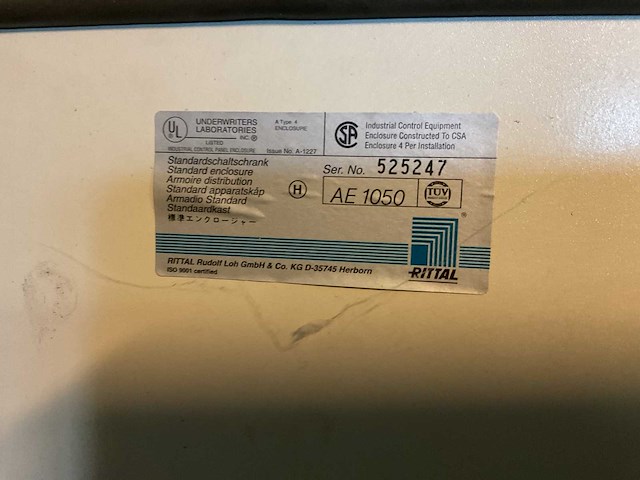 UL
UNDERWRITERS
LABORATORIES
INC.®
LISTED
INDUSTRIAL CONTROL PANEL ENCLOSURE
A Type 4
ENCLOSURE
Issue No. A-1227
SA
Industrial Control Equipment
Enclosure Constructed To CSA
Enclosure 4 Per Installation
Standardschaltschrank
Standard enclosure
Armoire distribution
Standard apparatskåp
Armadio Standard
Standaardkast
標準エンクロージャー
H
Ser. No. 525247
AE 1050
TÜV
RITTAL Rudolf Loh GmbH & Co. KG D-35745 Herborn
ISO 9001 certified
RITTAL
®